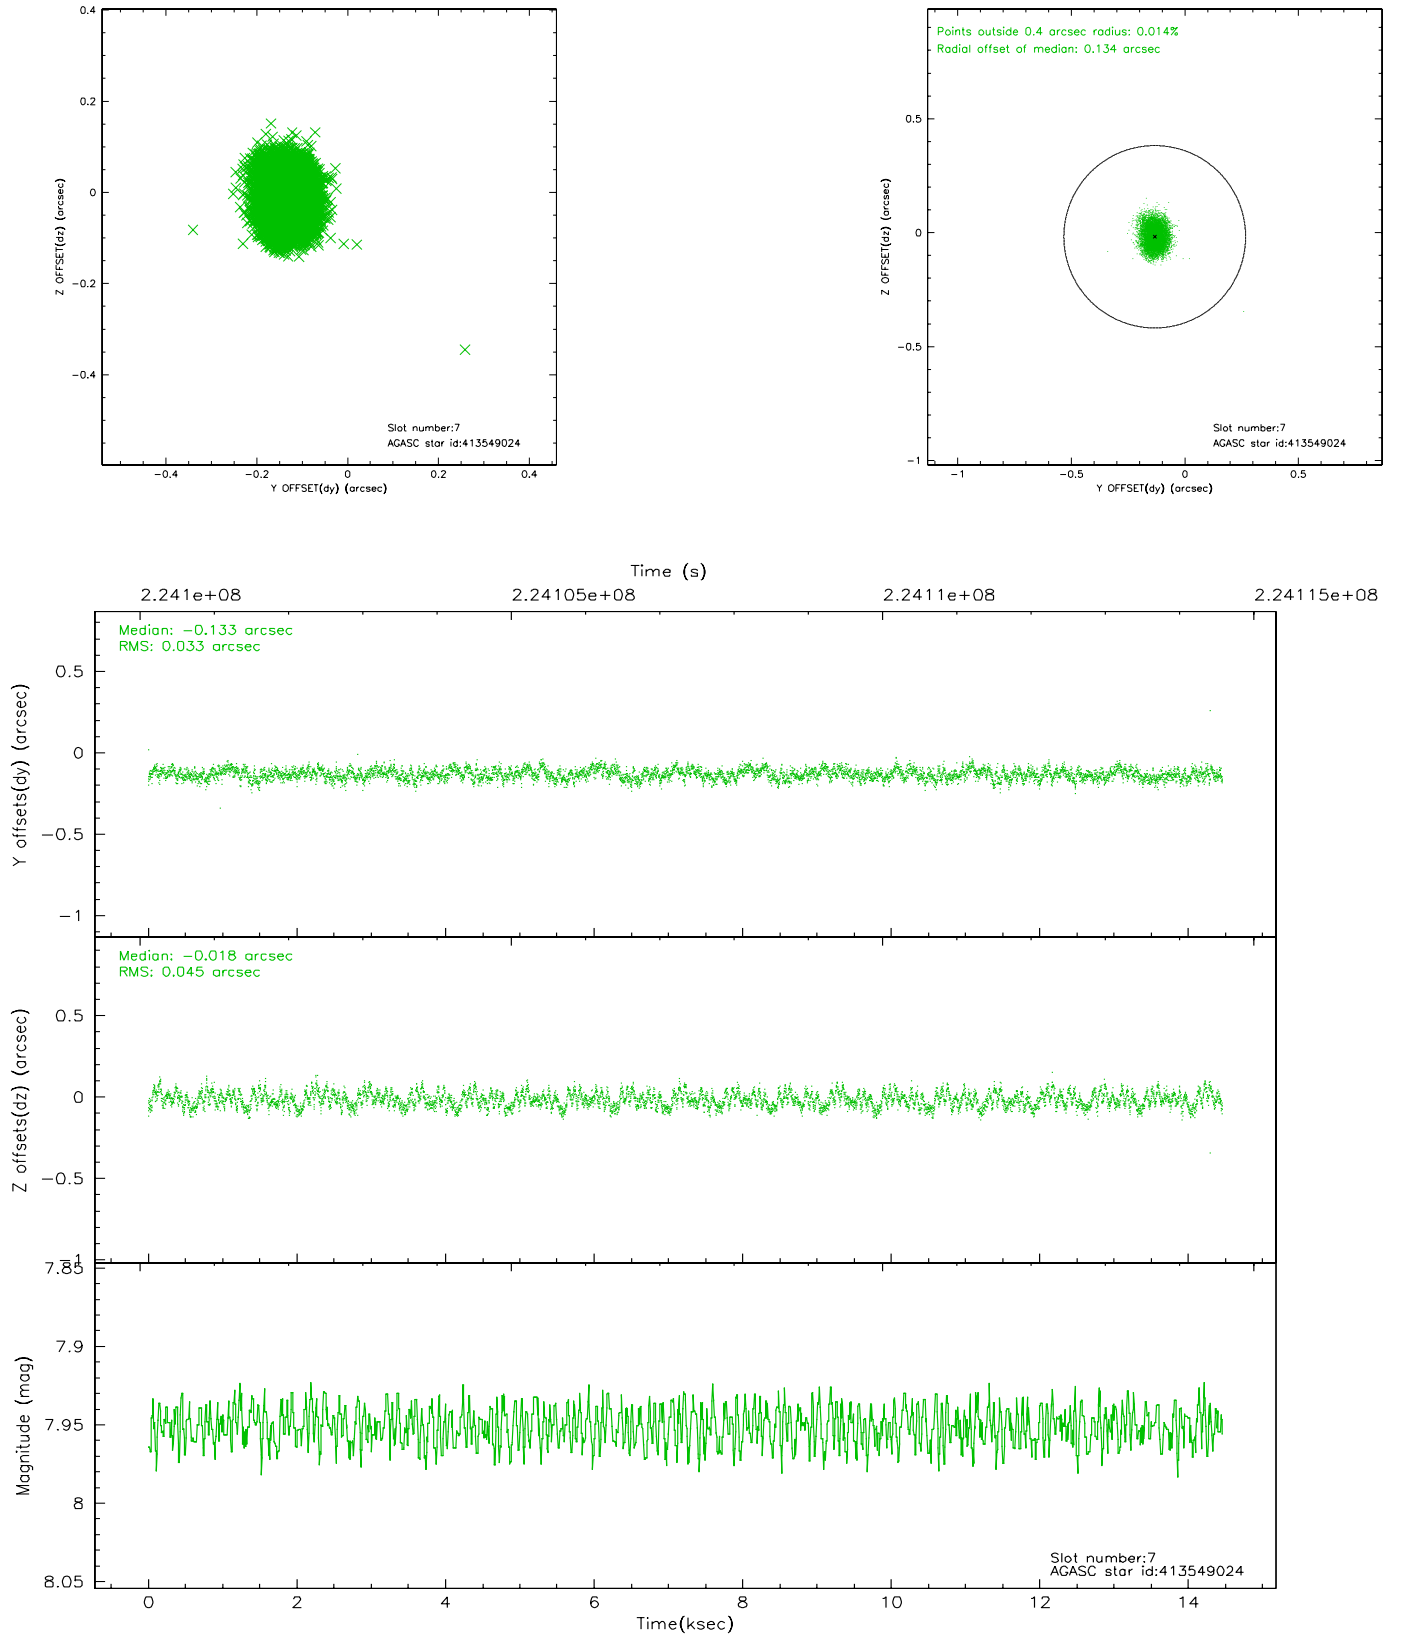 0.4
0.2
0
−0.2
−0.4
Z OFFSET(dz) (arcsec)
Slot number:7
AGASC star id:413549024
−0.4 −0.2 0 0.2 0.4
Y OFFSET(dy) (arcsec)
Points outside 0.4 arcsec radius: 0.014%
Radial offset of median: 0.134 arcsec
0.5
0
−0.5
−1
Z OFFSET(dz) (arcsec)
Slot number:7
AGASC star id:413549024
−1 −0.5 0 0.5
Y OFFSET(dy) (arcsec)
Time (s)
2.241e+08 2.24105e+08 2.2411e+08 2.24115e+08
Median: −0.133 arcsec
RMS: 0.033 arcsec
0.5
0
−0.5
−1
Y offsets(dy) (arcsec)
Median: −0.018 arcsec
RMS: 0.045 arcsec
0.5
0
−0.5
−1
Z offsets(dz) (arcsec)
7.85
7.9
7.95
8
8.05
Magnitude (mag)
Slot number:7
AGASC star id:413549024
0 2 4 6 8 10 12 14
Time(ksec)